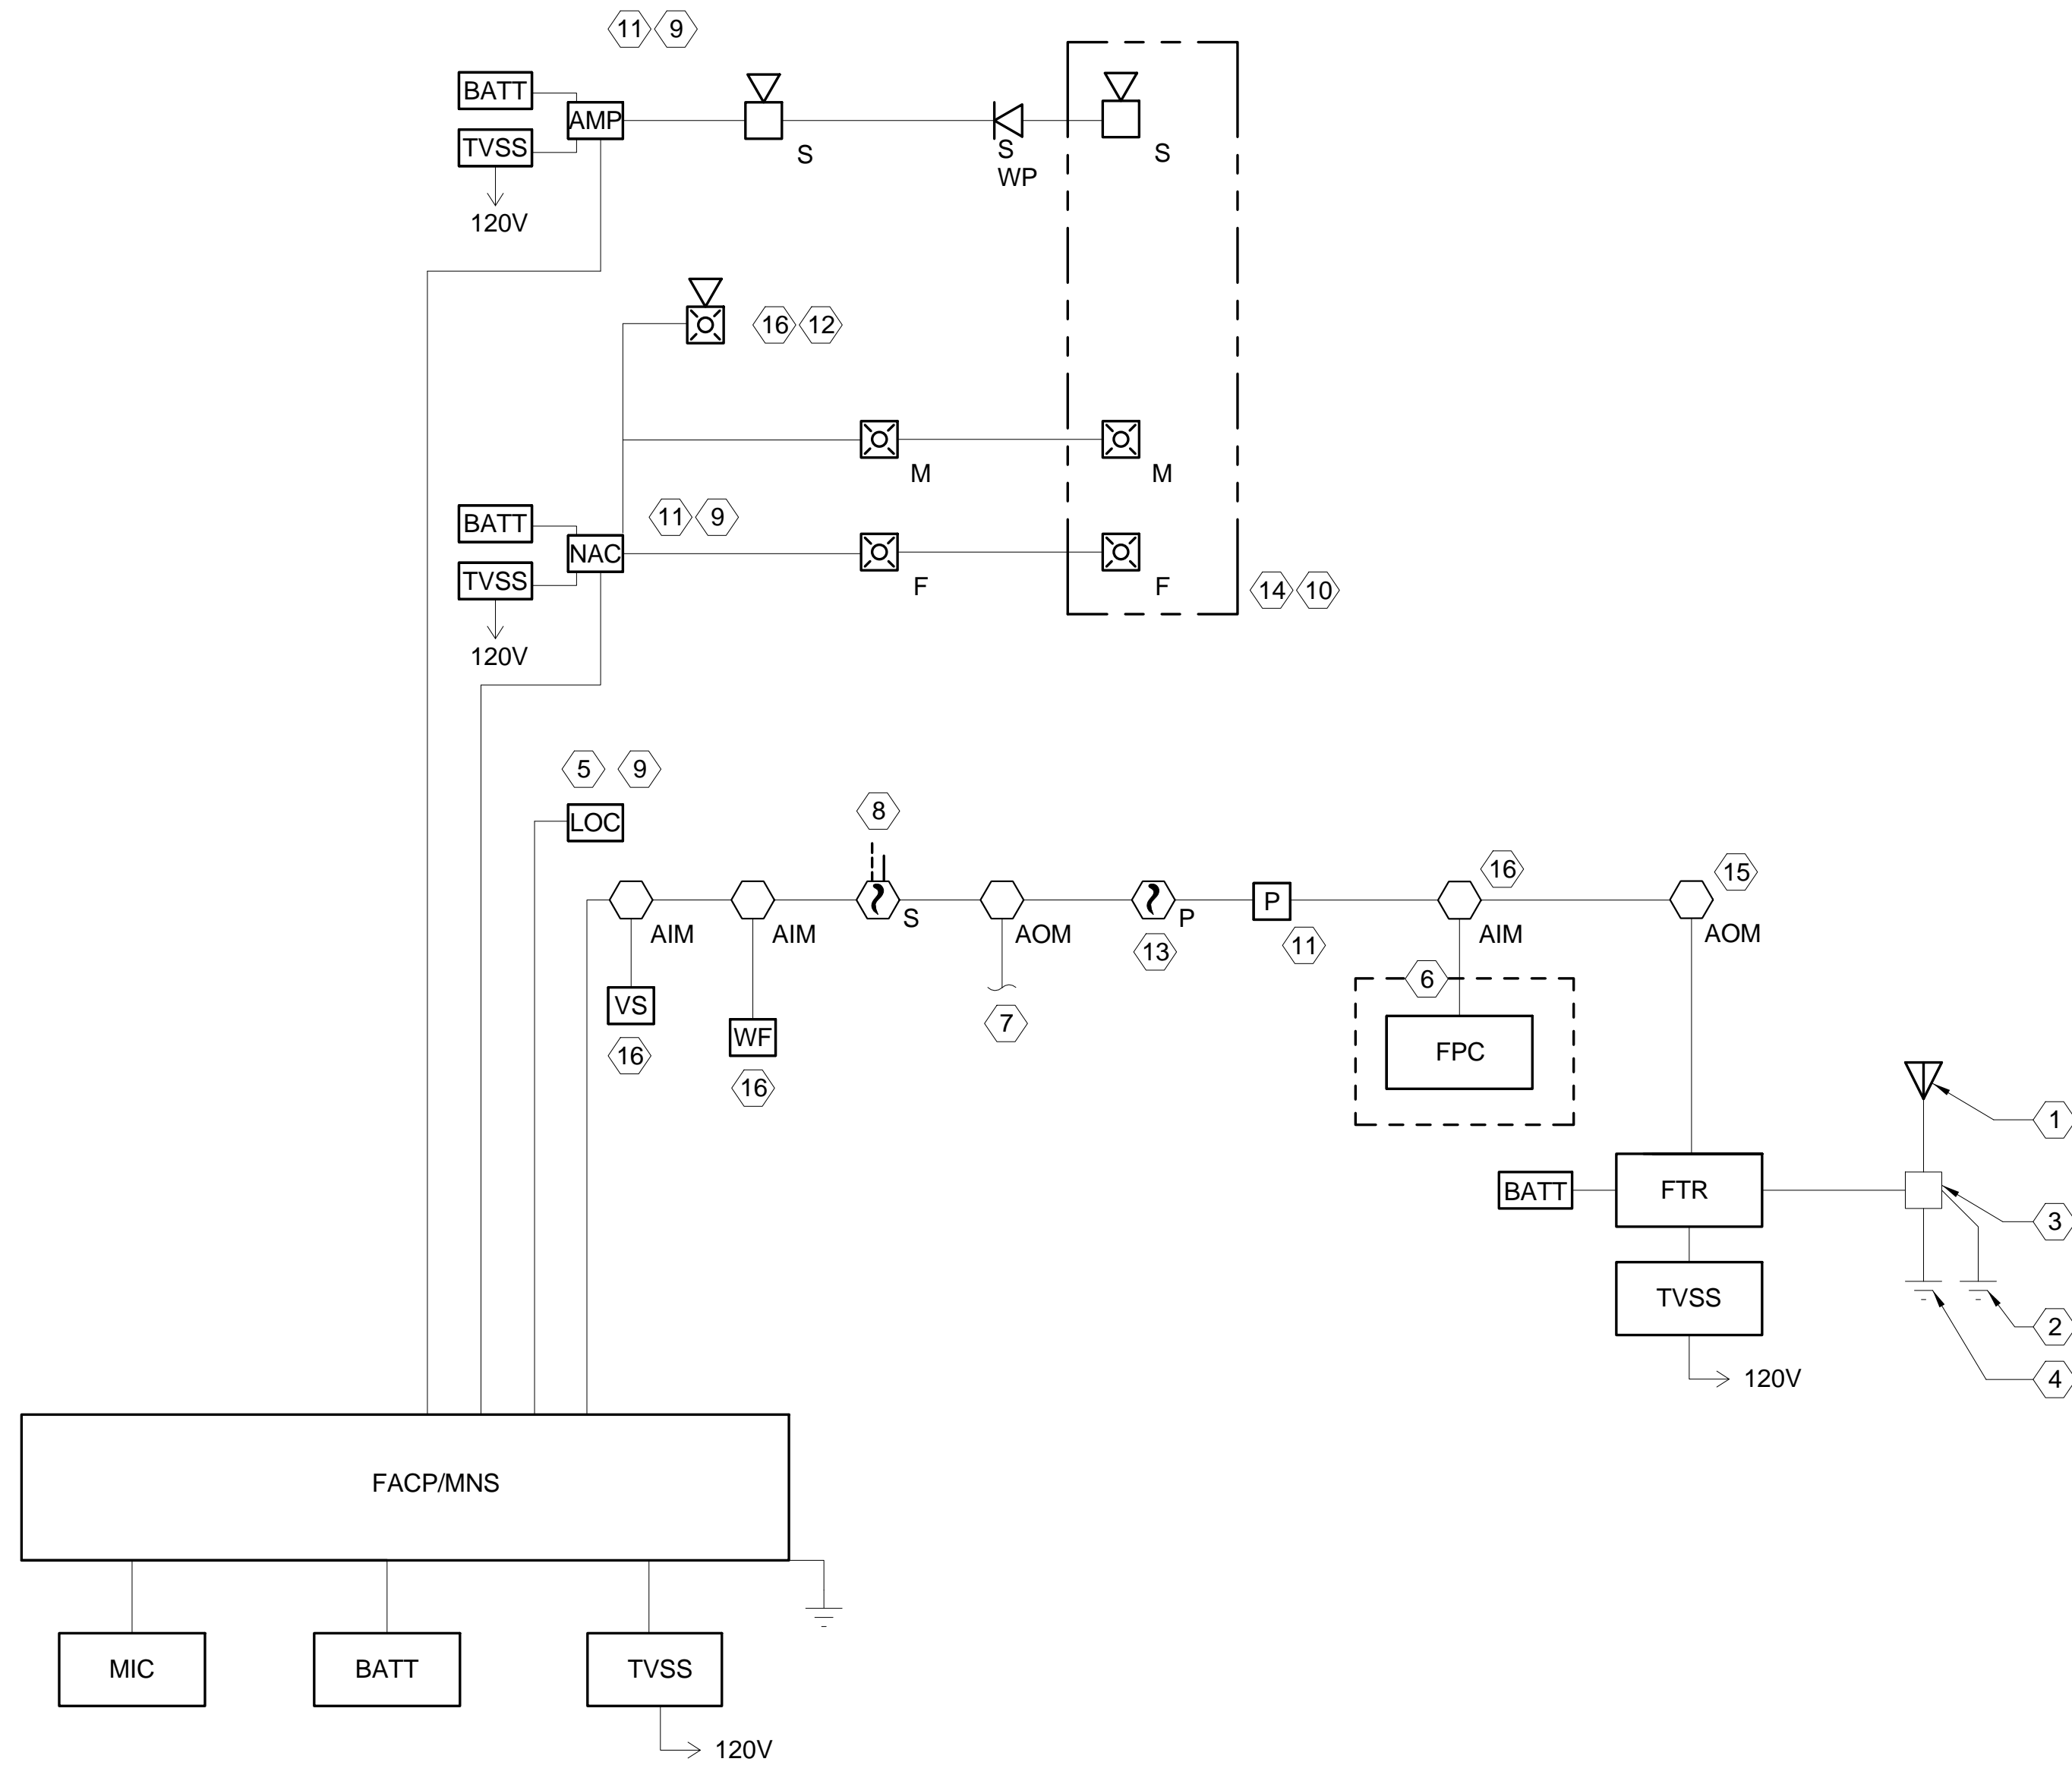 11 9
BATT
AMP
TVSS
120V
S
S
WP
S
16 12
M
M
BATT
NAC
11 9
TVSS
120V
F
F
14 10
5 9
LOC
8
16
15
AIM
AIM
S
AOM
P
P
AIM
AOM
13
11
VS
6
16
WF
7
FPC
16
1
BATT
FTR
3
TVSS
2
120V
4
FACP/MNS
MIC
BATT
TVSS
120V